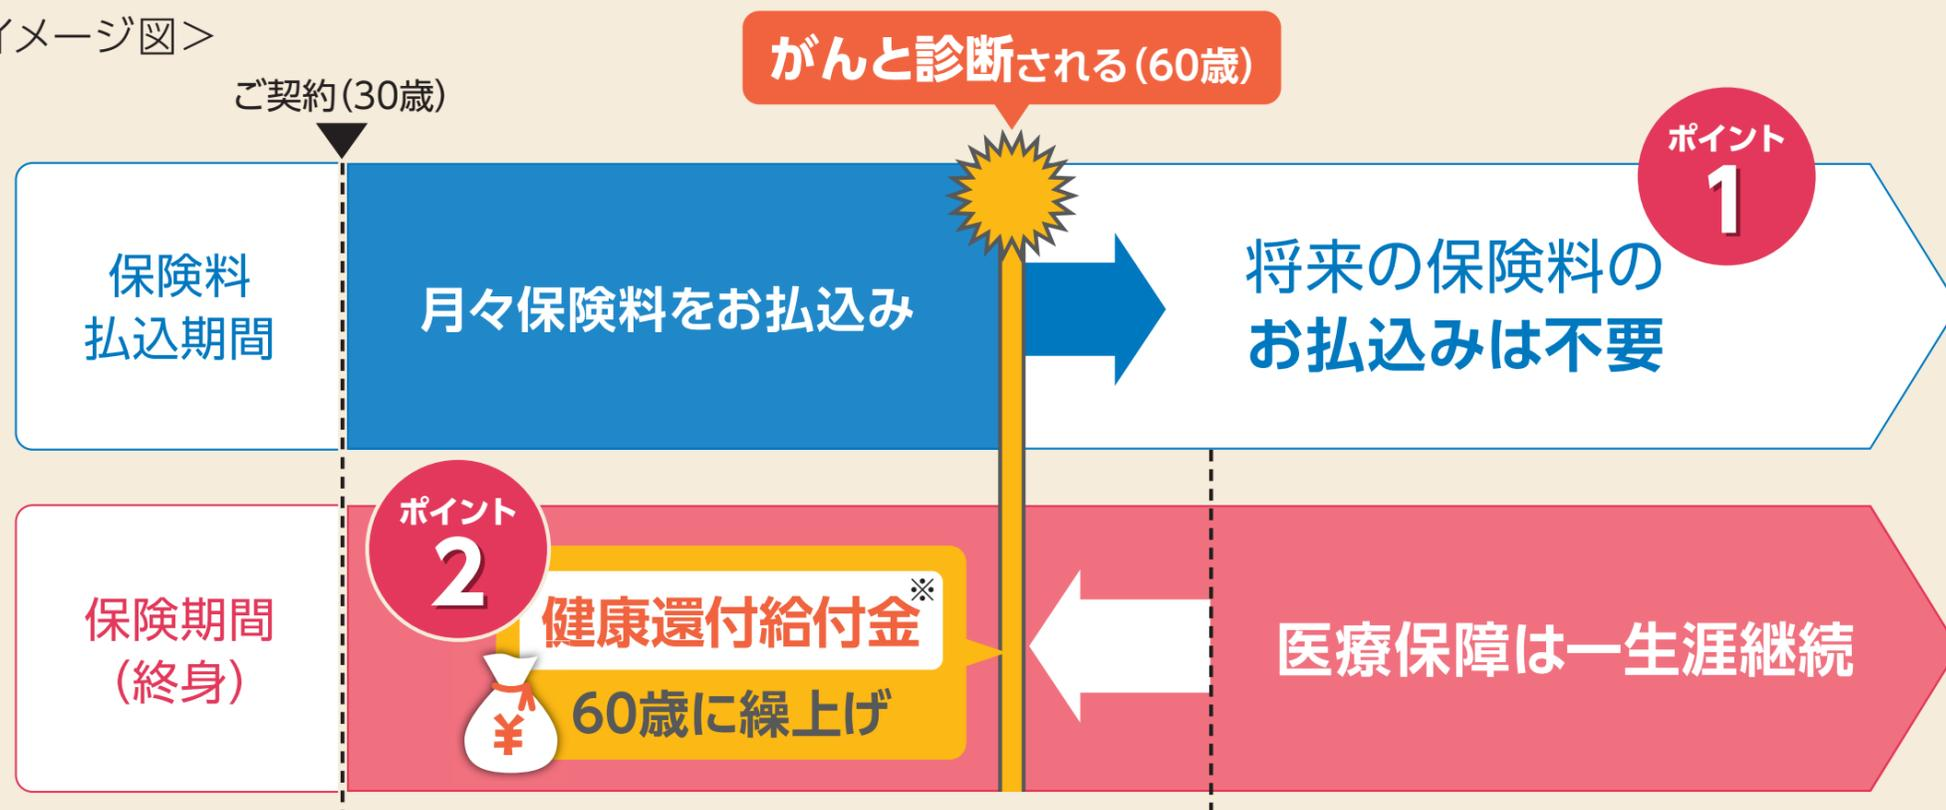 イメージ図＞
ご契約(30歳)
がんと診断される(60歳)
ポイント
1
保険料
払込期間
月々保険料をお払込み
将来の保険料の
お払込みは不要
ポイント
2
保険期間
(終身)
健康還付給付金※
¥
60歳に繰上げ
医療保障は一生涯継続